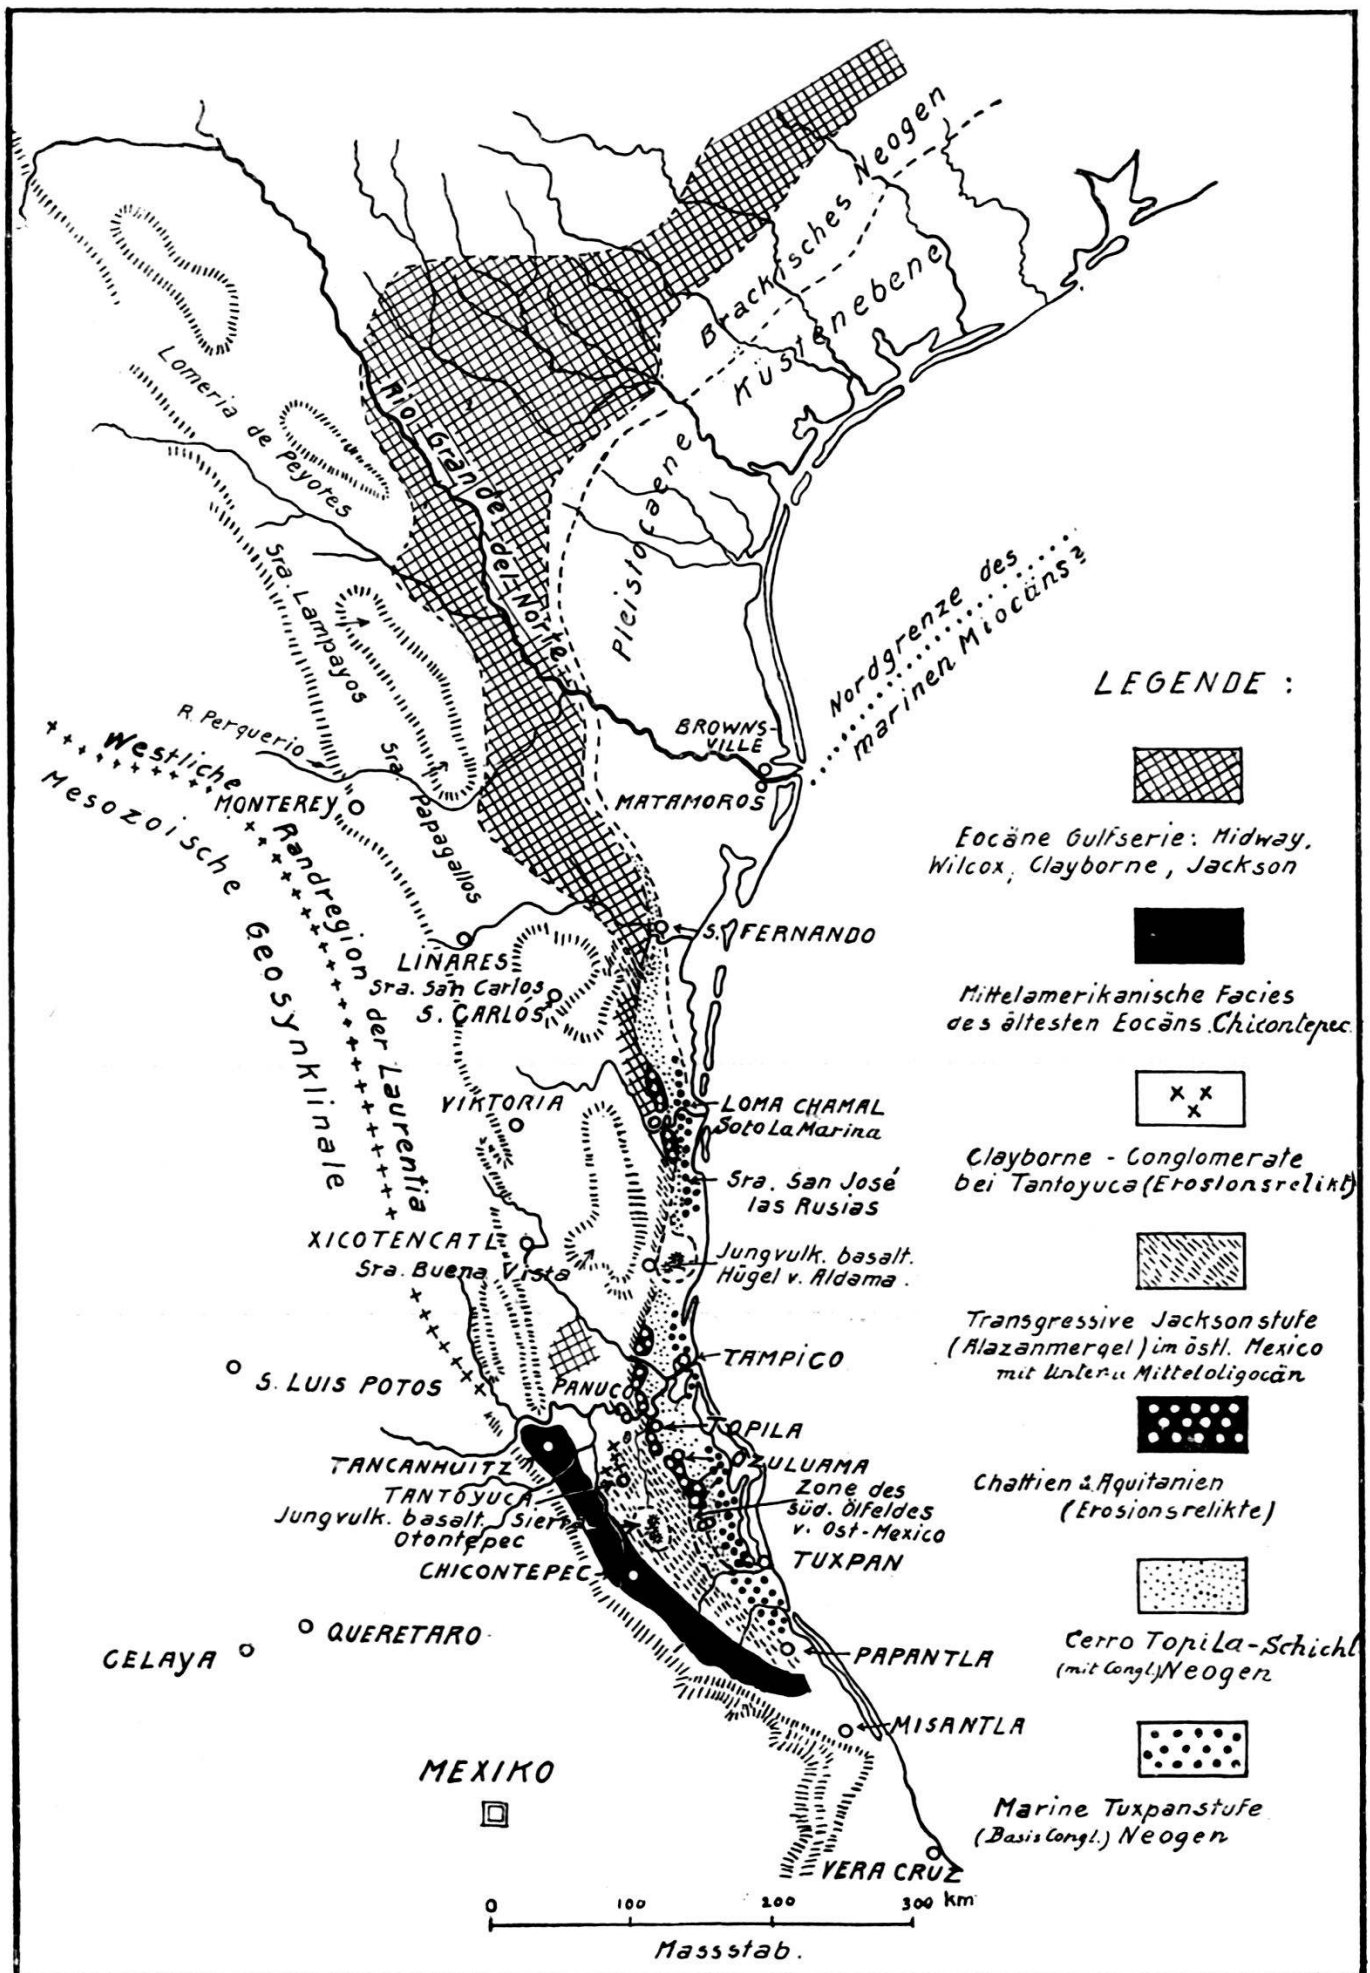 Brackisches Neogen
Küstenebene
Pleistofaene
Lomeria de Peyotes
Rio Grande del Norte
Sra. Lampayos
Nordgrenze des
marinen Miocäns?
R. Perquerio
Sra. Papagallos
Westliche Randregion der Laurentia
Mesozoische Geosynklinale
MONTEREY
BROWNS-
VILLE
MATAMOROS
S. FERNANDO
LINARES
Sra. San Carlos
S. CARLOS
VIKTORIA
LOMA CHAMAL
Soto La Marina
Sra. San José
las Rusias
XICOTENCATL
Sra. Buena Vista
Jungvulk. basalt.
Hügel v. Aldama.
TAMPICO
S. LUIS POTOS
PANUCO
TOPILA
TANCANHUITZ
ZULUAMA
TANTOYUCA
Zone des
süd. Ölfeldes
v. Ost-Mexico
Jungvulk. basalt. Sierra
Otontepec
CHICONTEPEC
TUXPAN
QUERETARO
CELAYA
PAPANTLA
MISANTLA
MEXIKO
VERA CRUZ
0 100 200 300 km
Massstab.
LEGENDE :
Eocäne Gulfserie: Midway,
Wilcox, Clayborne, Jackson
Mittelamerikanische Facies
des ältesten Eocäns. Chicontepec
Clayborne - Conglomerate
bei Tantoyuca (Erosionsrelikt)
Transgressive Jacksonstufe
(Alazanmergel) im östl. Mexico
mit Unter u Mitteloligocän
Chattien u. Aquitanien
(Erosionsrelikte)
Cerro Topila-Schicht
(mit Congl.) Neogen
Marine Tuxpanstufe
(Basis Congl.) Neogen